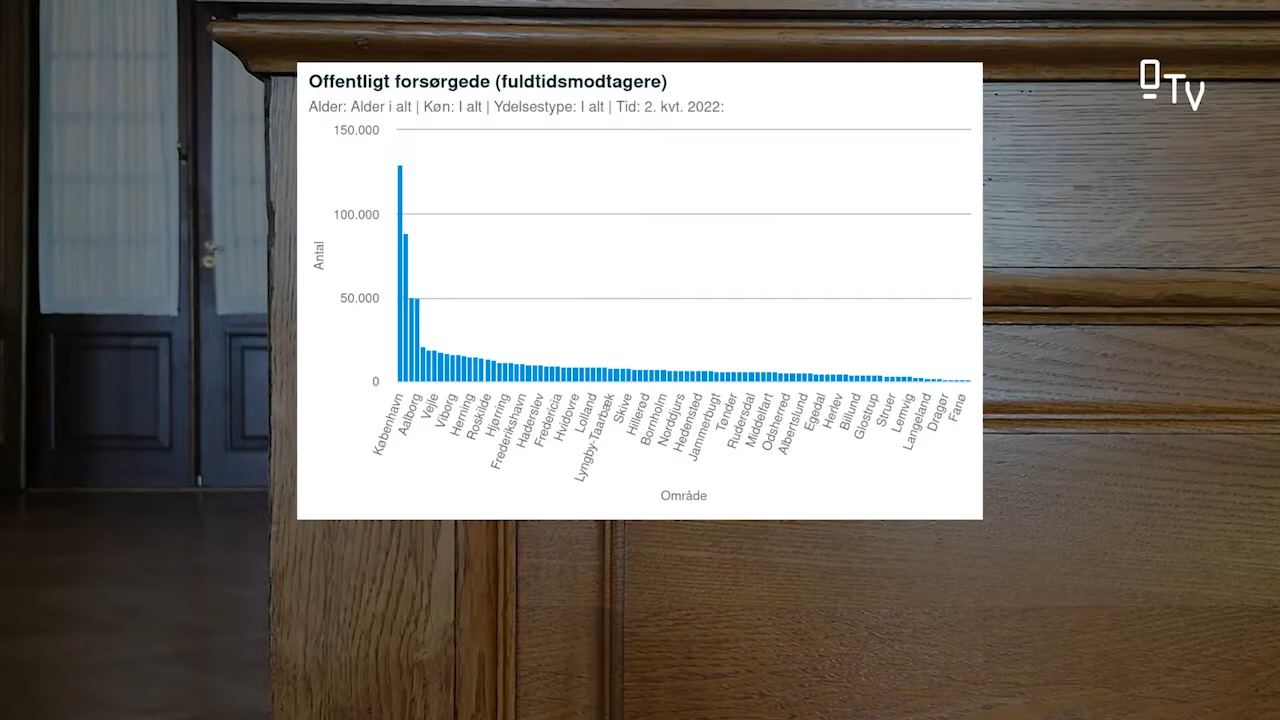 Offentligt forsørgede (fuldtidsmodtagere)
Alder: Alder i alt | Køn: I alt | Ydelsestype: I alt | Tid: 2. kvt. 2022:
150.000
100.000
50.000
0
Antal
København
Aalborg
Vejle
Viborg
Herning
Roskilde
Hjørring
Frederikshavn
Haderslev
Fredericia
Hvidovre
Lolland
Lyngby-Taarbæk
Skive
Hillerød
Bornholm
Norddjurs
Hedensted
Jammerbugt
Tønder
Rudersdal
Middelfart
Odsherred
Albertslund
Egedal
Herlev
Billund
Glostrup
Struer
Lemvig
Langeland
Dragør
Fanø
Område
TV